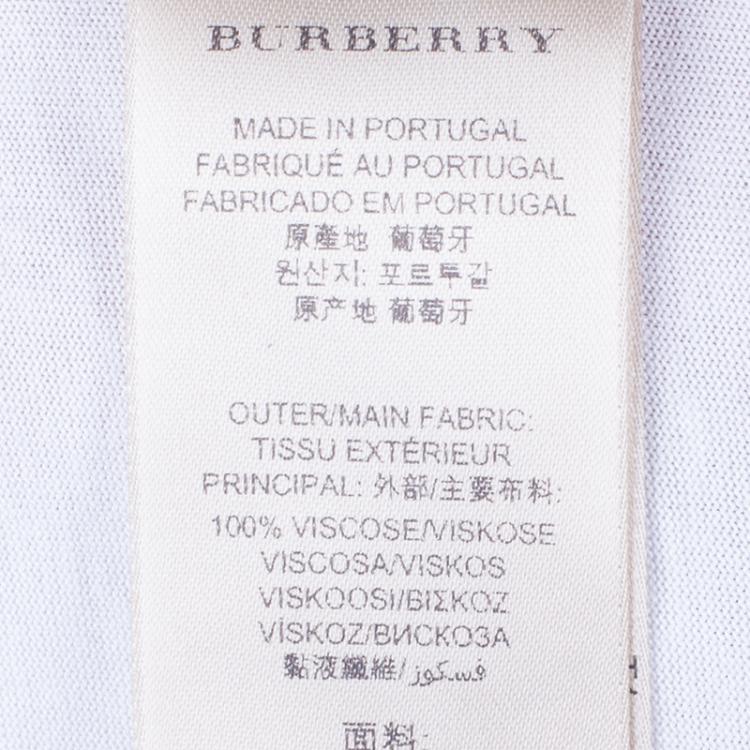 BURBERRY
MADE IN PORTUGAL
FABRIQUÉ AU PORTUGAL
FABRICADO EM PORTUGAL
原產地 葡萄牙
원산지: 포르투갈
原产地 葡萄牙
OUTER/MAIN FABRIC:
TISSU EXTÉRIEUR
PRINCIPAL: 外部/主要布料:
100% VISCOSE/VISKOSE
VISCOSA/VISKOS
VISKOOSI/ΒΙΣΚΟΖ
VİSKOZ/ВИСКОЗА
黏液纖維/فسكوز
面料: